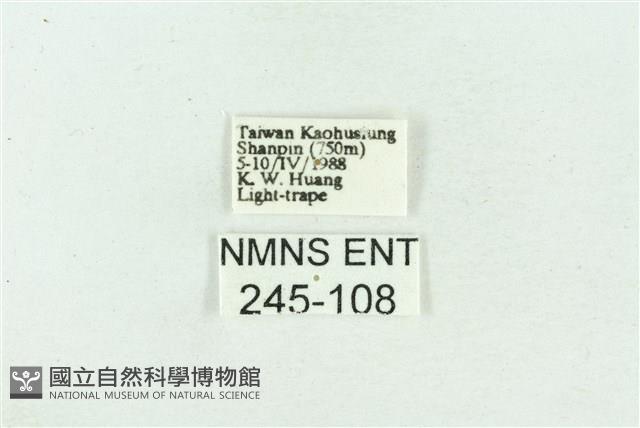 Taiwan Kaohusiung
Shanpin (750m)
5-10/IV/1988
K. W. Huang
Light-trape
NMNS ENT
245-108
國立自然科學博物館
NATIONAL MUSEUM OF NATURAL SCIENCE